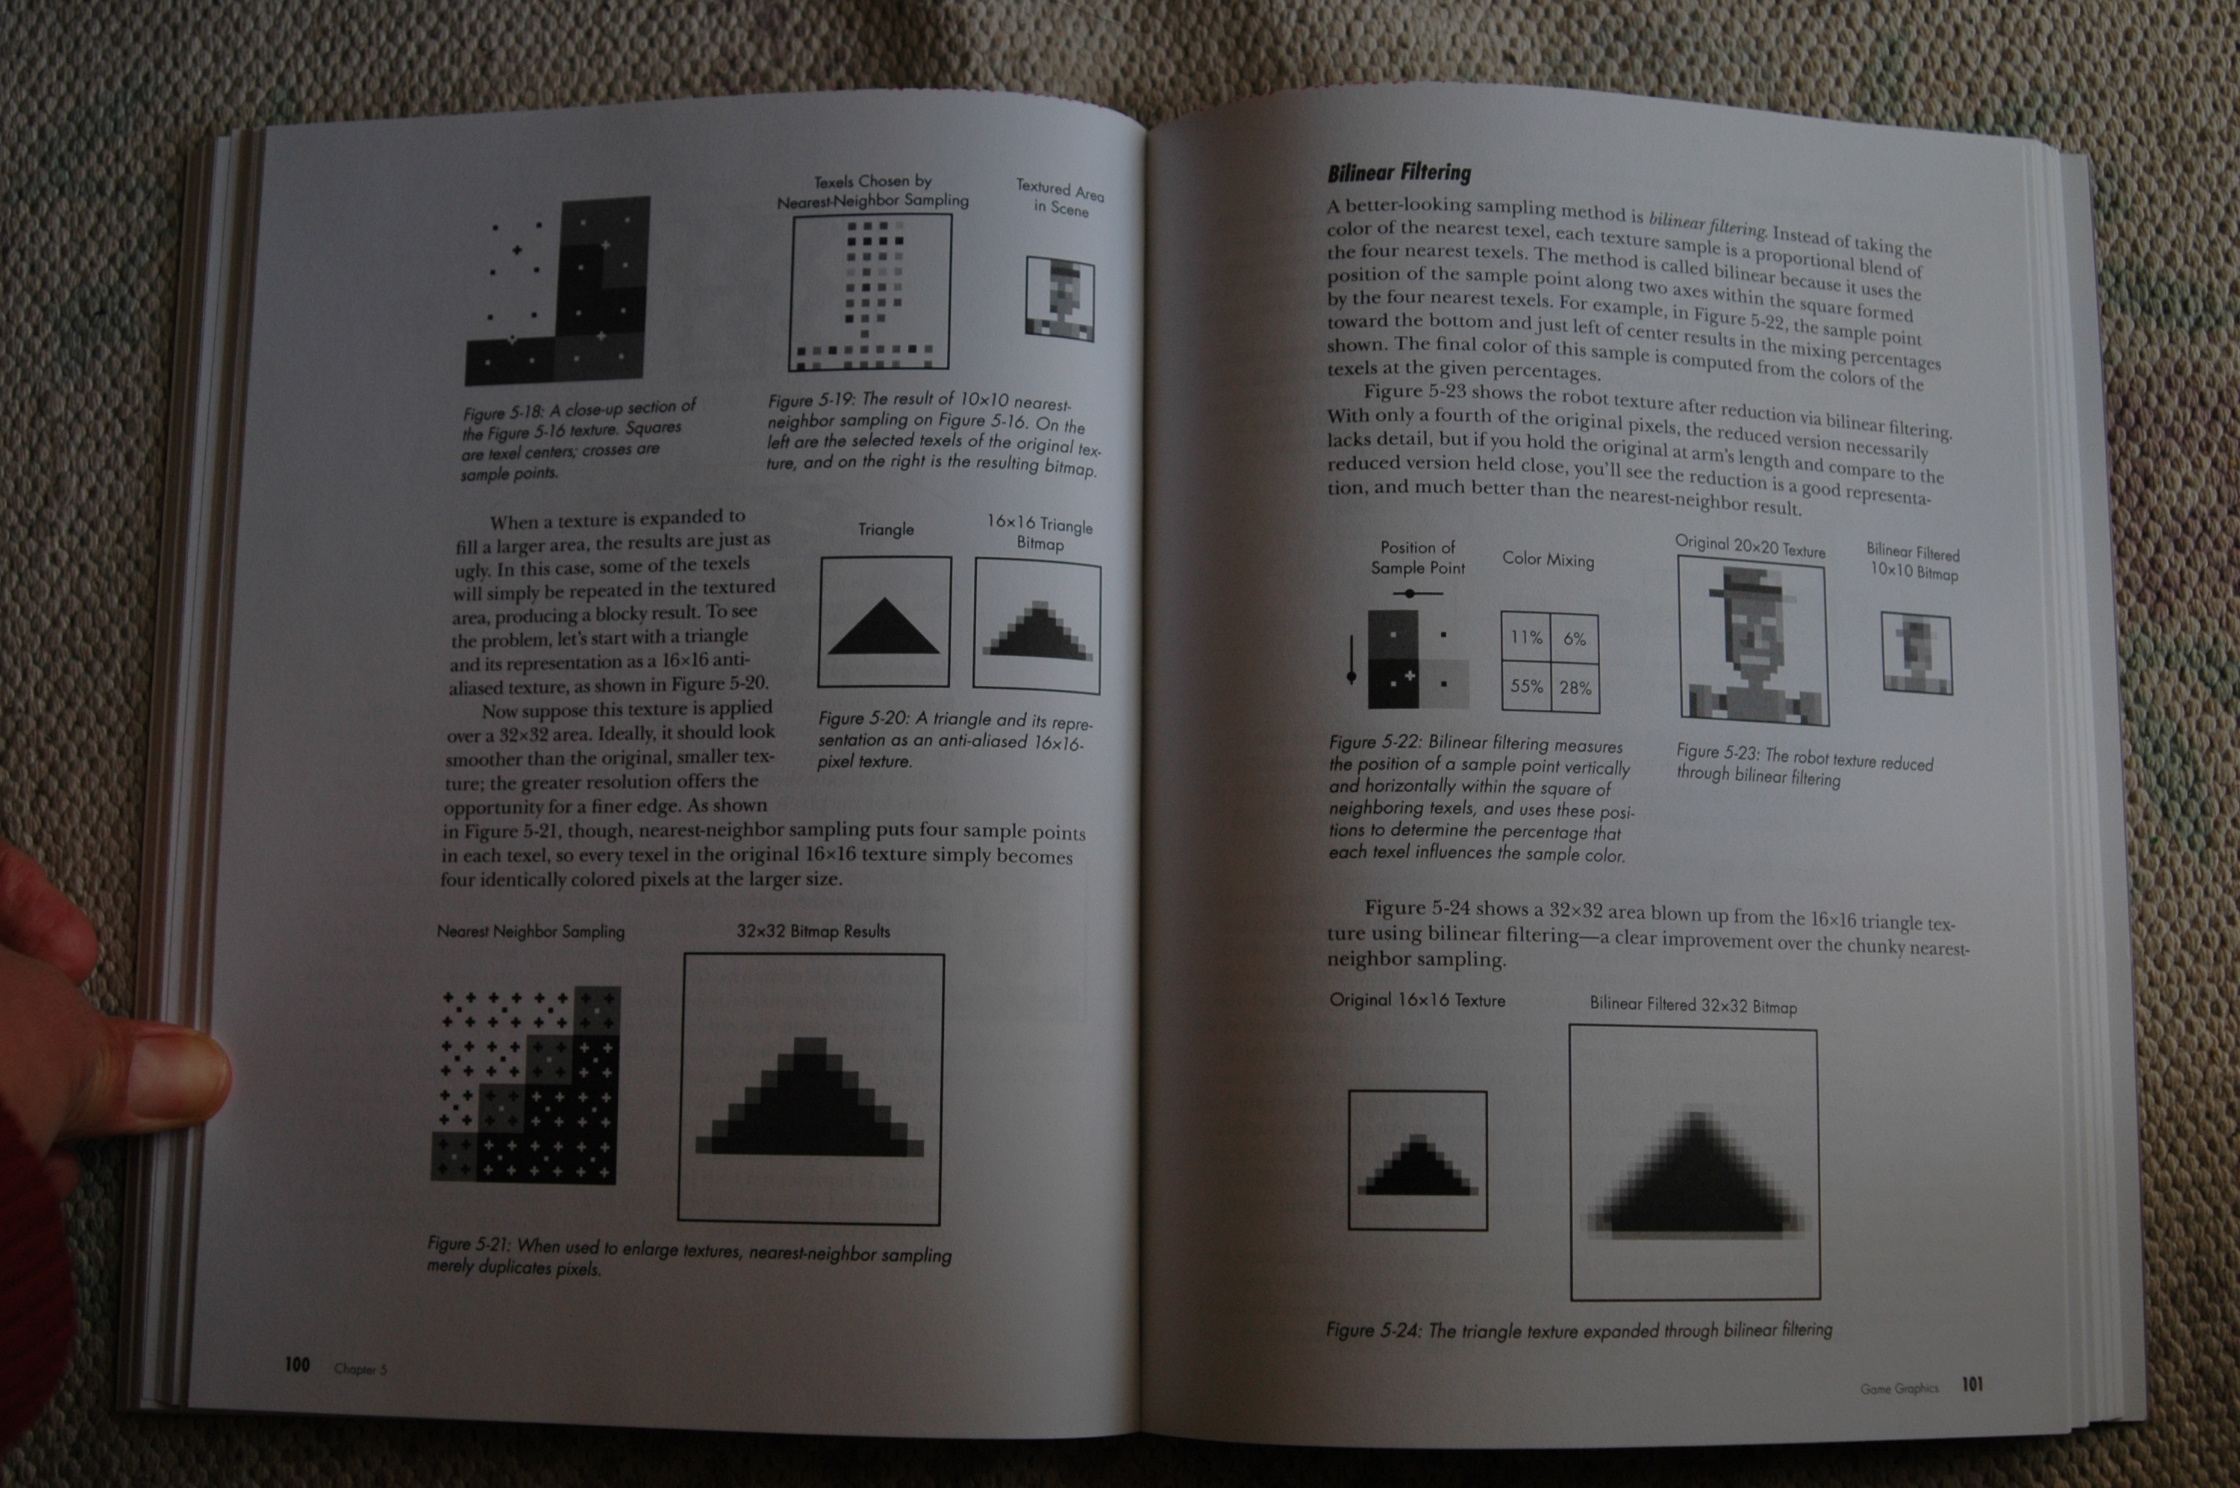 Texels Chosen by
Nearest-Neighbor Sampling
Textured Area
in Scene
Figure 5-18: A close-up section of
the Figure 5-16 texture. Squares
are texel centers; crosses are
sample points.
Figure 5-19: The result of 10×10 nearest-
neighbor sampling on Figure 5-16. On the
left are the selected texels of the original tex-
ture, and on the right is the resulting bitmap.
When a texture is expanded to
fill a larger area, the results are just as
ugly. In this case, some of the texels
will simply be repeated in the textured
area, producing a blocky result. To see
the problem, let's start with a triangle
and its representation as a 16×16 anti-
aliased texture, as shown in Figure 5-20.
Now suppose this texture is applied
over a 32×32 area. Ideally, it should look
smoother than the original, smaller tex-
ture; the greater resolution offers the
opportunity for a finer edge. As shown
in Figure 5-21, though, nearest-neighbor sampling puts four sample points
in each texel, so every texel in the original 16×16 texture simply becomes
four identically colored pixels at the larger size.
Triangle
16×16 Triangle
Bitmap
Figure 5-20: A triangle and its repre-
sentation as an anti-aliased 16×16-
pixel texture.
Nearest Neighbor Sampling
32×32 Bitmap Results
Figure 5-21: When used to enlarge textures, nearest-neighbor sampling
merely duplicates pixels.
100 Chapter 5
Bilinear Filtering
A better-looking sampling method is bilinear filtering. Instead of taking the
color of the nearest texel, each texture sample is a proportional blend of
the four nearest texels. The method is called bilinear because it uses the
position of the sample point along two axes within the square formed
by the four nearest texels. For example, in Figure 5-22, the sample point
toward the bottom and just left of center results in the mixing percentages
shown. The final color of this sample is computed from the colors of the
texels at the given percentages.
Figure 5-23 shows the robot texture after reduction via bilinear filtering.
With only a fourth of the original pixels, the reduced version necessarily
lacks detail, but if you hold the original at arm's length and compare to the
reduced version held close, you'll see the reduction is a good representa-
tion, and much better than the nearest-neighbor result.
Position of
Sample Point
Color Mixing
11% 6%
55% 28%
Original 20×20 Texture
Bilinear Filtered
10×10 Bitmap
Figure 5-22: Bilinear filtering measures
the position of a sample point vertically
and horizontally within the square of
neighboring texels, and uses these posi-
tions to determine the percentage that
each texel influences the sample color.
Figure 5-23: The robot texture reduced
through bilinear filtering
Figure 5-24 shows a 32×32 area blown up from the 16×16 triangle tex-
ture using bilinear filtering—a clear improvement over the chunky nearest-
neighbor sampling.
Original 16×16 Texture
Bilinear Filtered 32×32 Bitmap
Figure 5-24: The triangle texture expanded through bilinear filtering
Game Graphics 101